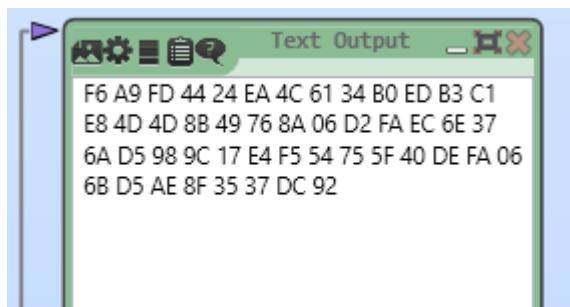 Text Output
F6 A9 FD 44 24 EA 4C 61 34 B0 ED B3 C1
E8 4D 4D 8B 49 76 8A 06 D2 FA EC 6E 37
6A D5 98 9C 17 E4 F5 54 75 5F 40 DE FA 06
6B D5 AE 8F 35 37 DC 92